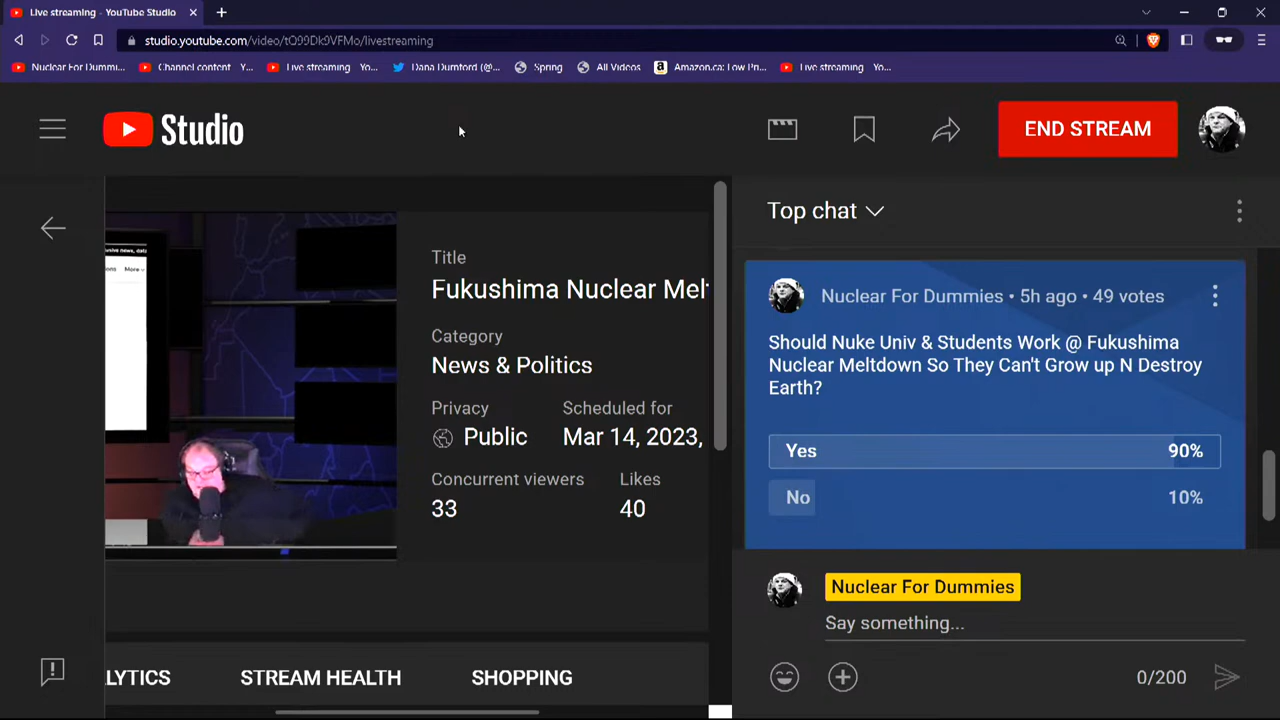 Live streaming - YouTube Studio
studio.youtube.com/video/tQ99Dk9VFMo/livestreaming
Nuclear For Dummi... Channel content - Y... Live streaming - Yo... Dana Durnford (@... Spring All Videos Amazon.ca: Low Pri... Live streaming - Yo...
Studio
END STREAM
More
Title
Fukushima Nuclear Mel
Category
News & Politics
Privacy
Scheduled for
Public
Mar 14, 2023,
Concurrent viewers
Likes
33
40
LYTICS
STREAM HEALTH
SHOPPING
Top chat
Nuclear For Dummies • 5h ago • 49 votes
Should Nuke Univ & Students Work @ Fukushima
Nuclear Meltdown So They Can't Grow up N Destroy
Earth?
Yes 90%
No 10%
Nuclear For Dummies
Say something...
0/200